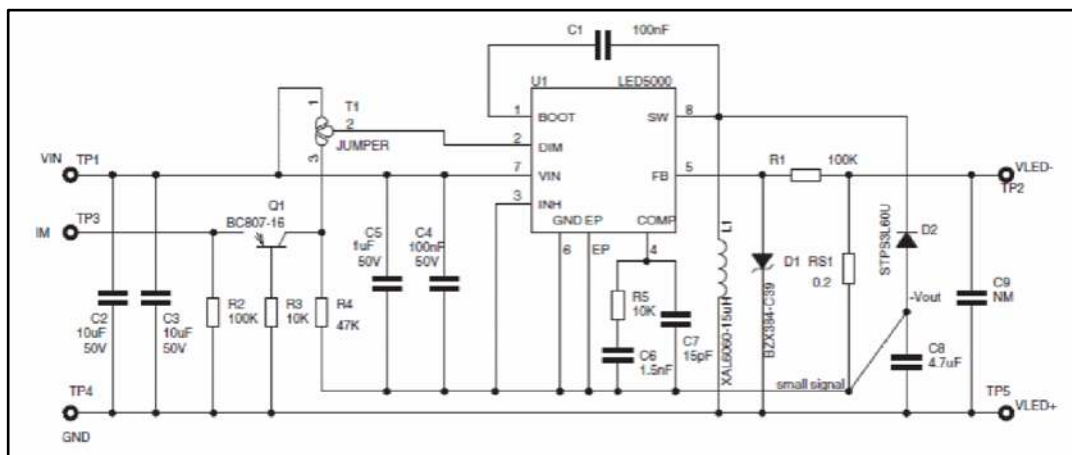 C1
100nF
U1
LED5000
1
BOOT
SW
8
T1
1
2
JUMPER
3
2
DIM
VIN
TP1
7
VIN
FB
5
R1
100K
VLED-
TP2
3
INH
GND EP
COMP
6
EP
4
IM
TP3
Q1
BC807-16
C5
1uF
50V
C4
100nF
50V
L1
XAL6060-15uH
D1
BZX384-C39
RS1
0.2
STPS3L60U
D2
-Vout
C9
NM
C2
10uF
50V
C3
10uF
50V
R2
100K
R3
10K
R4
47K
R5
10K
C6
1.5nF
C7
15pF
C8
4.7uF
small signal
TP4
GND
TP5
VLED+